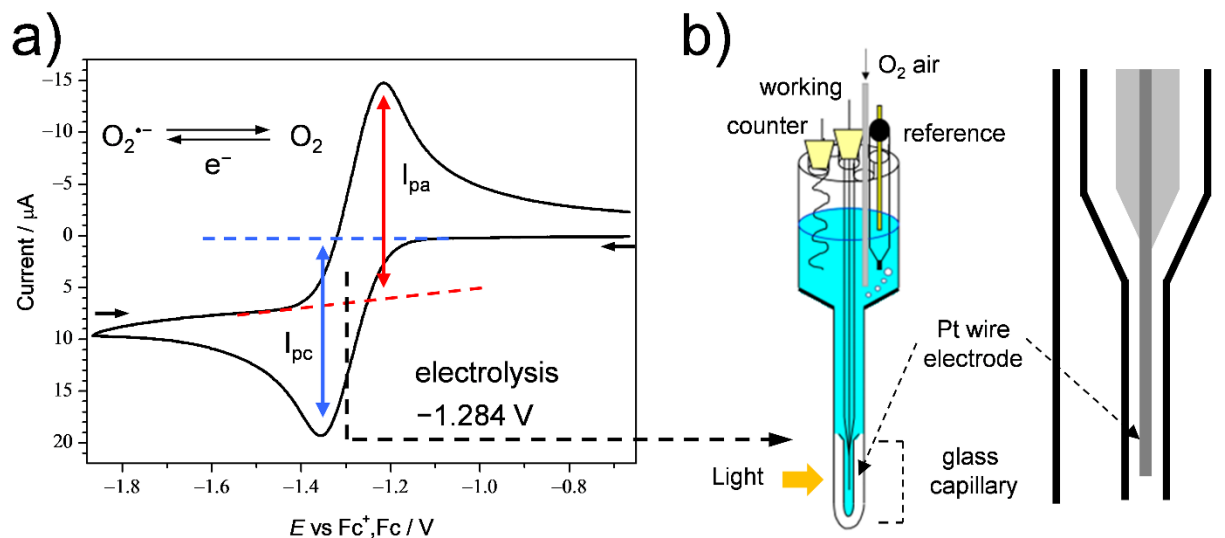 a)
−15
−10
−5
0
5
10
15
20
Current / μA
O₂•− O₂
e−
Iₚₐ
Iₚ꜀
electrolysis
−1.284 V
−1.8 −1.6 −1.4 −1.2 −1.0 −0.8
E vs Fc⁺,Fc / V
b)
O₂ air
working
counter
reference
Pt wire
electrode
Light
glass
capillary